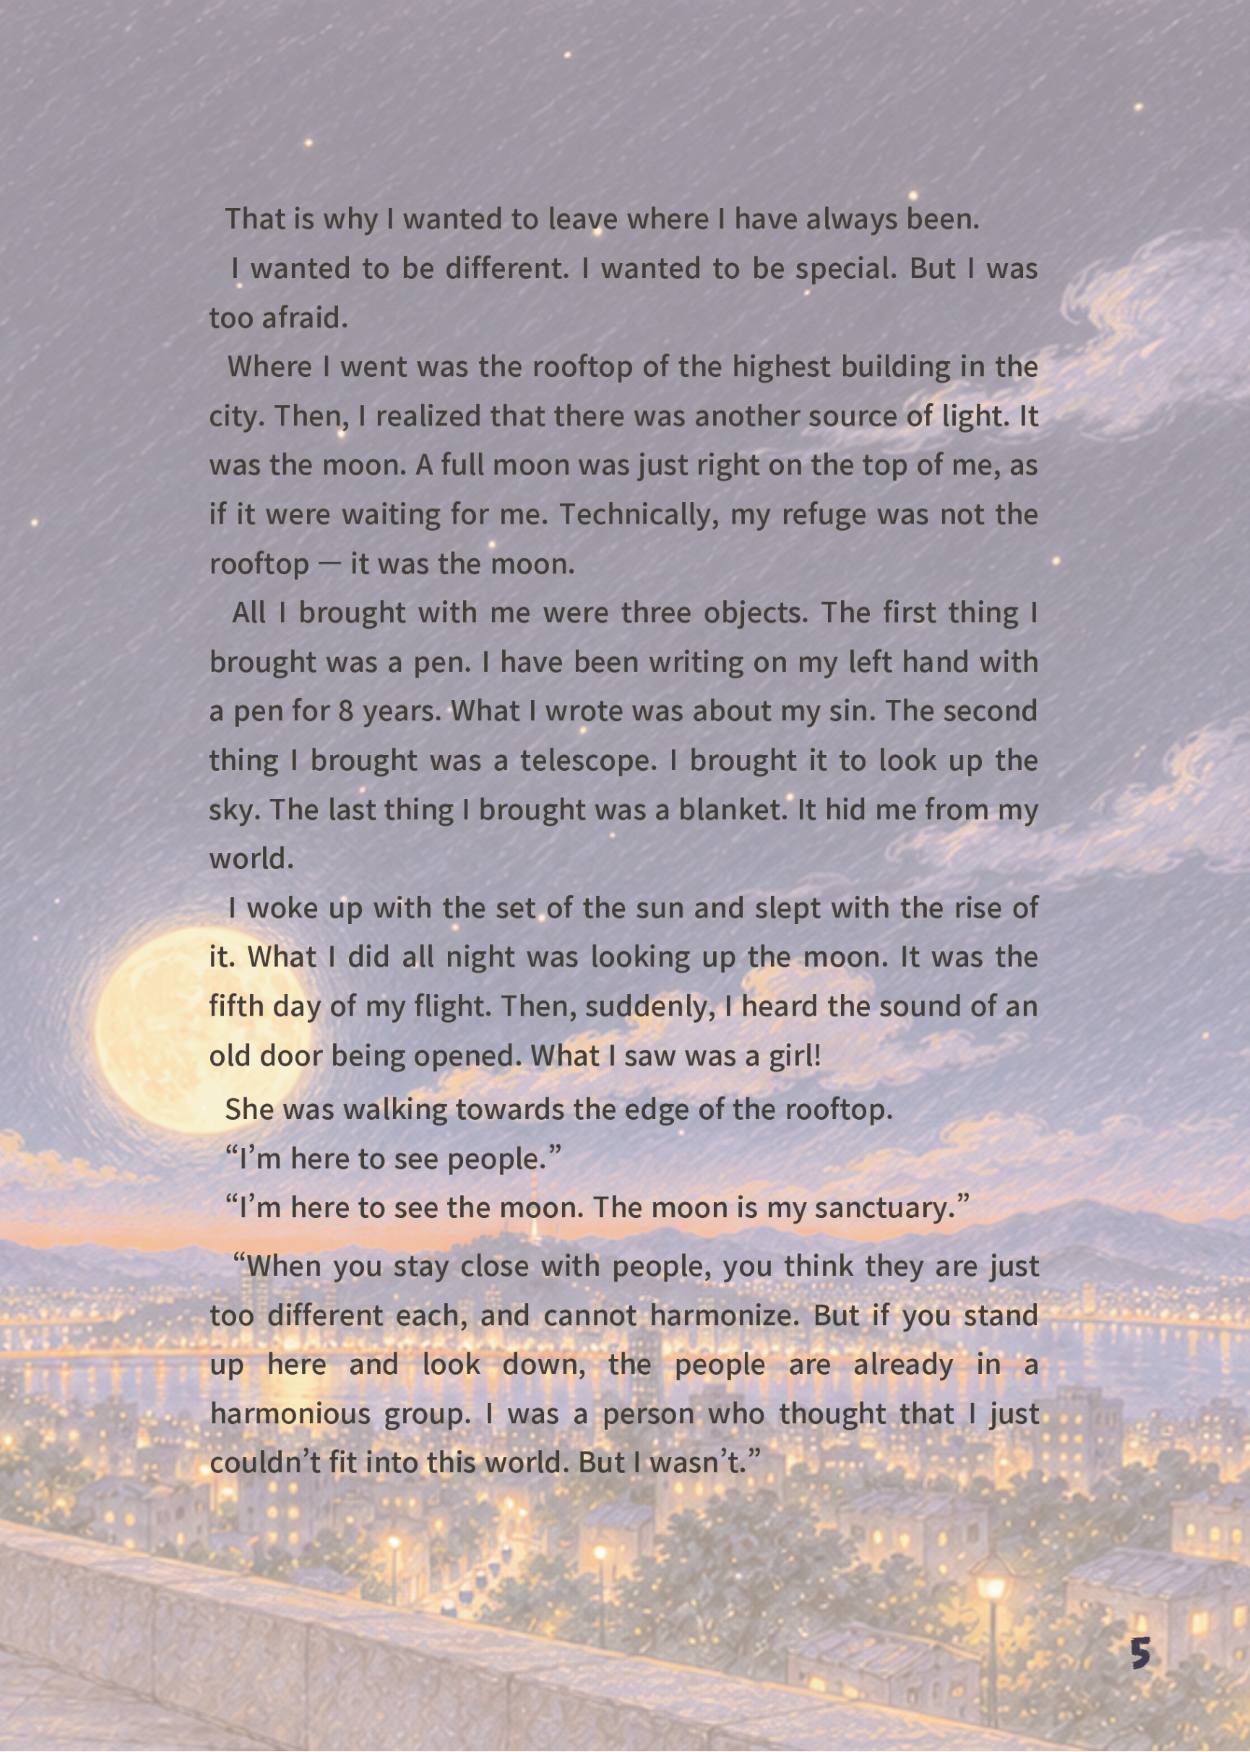 That is why I wanted to leave where I have always been.
I wanted to be different. I wanted to be special. But I was
too afraid.
Where I went was the rooftop of the highest building in the
city. Then, I realized that there was another source of light. It
was the moon. A full moon was just right on the top of me, as
if it were waiting for me. Technically, my refuge was not the
rooftop — it was the moon.
All I brought with me were three objects. The first thing I
brought was a pen. I have been writing on my left hand with
a pen for 8 years. What I wrote was about my sin. The second
thing I brought was a telescope. I brought it to look up the
sky. The last thing I brought was a blanket. It hid me from my
world.
I woke up with the set of the sun and slept with the rise of
it. What I did all night was looking up the moon. It was the
fifth day of my flight. Then, suddenly, I heard the sound of an
old door being opened. What I saw was a girl!
She was walking towards the edge of the rooftop.
“I’m here to see people.”
“I’m here to see the moon. The moon is my sanctuary.”
“When you stay close with people, you think they are just
too different each, and cannot harmonize. But if you stand
up here and look down, the people are already in a
harmonious group. I was a person who thought that I just
couldn’t fit into this world. But I wasn’t.”
5